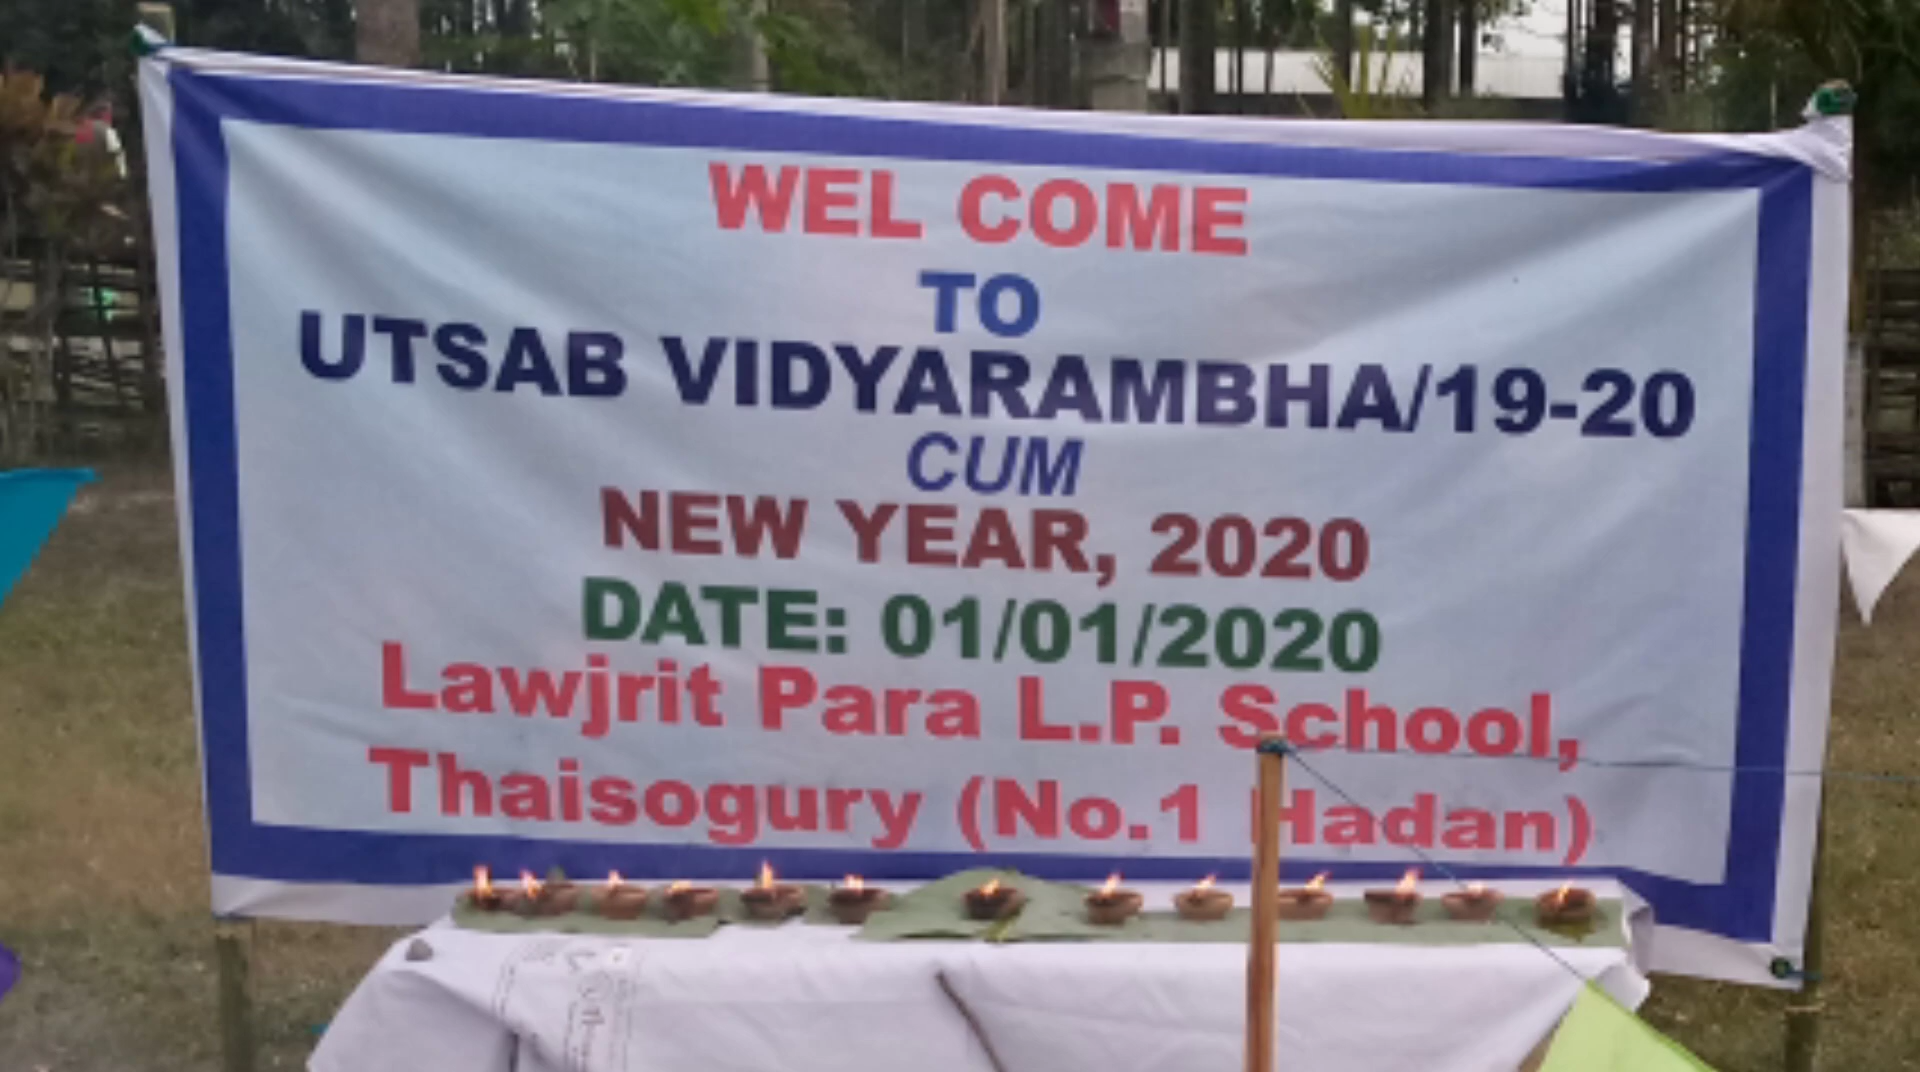 WEL COME
TO
UTSAB VIDYARAMBHA/19-20
CUM
NEW YEAR, 2020
DATE: 01/01/2020
Lawjrit Para L.P. School,
Thaisogury (No.1 Hadan)